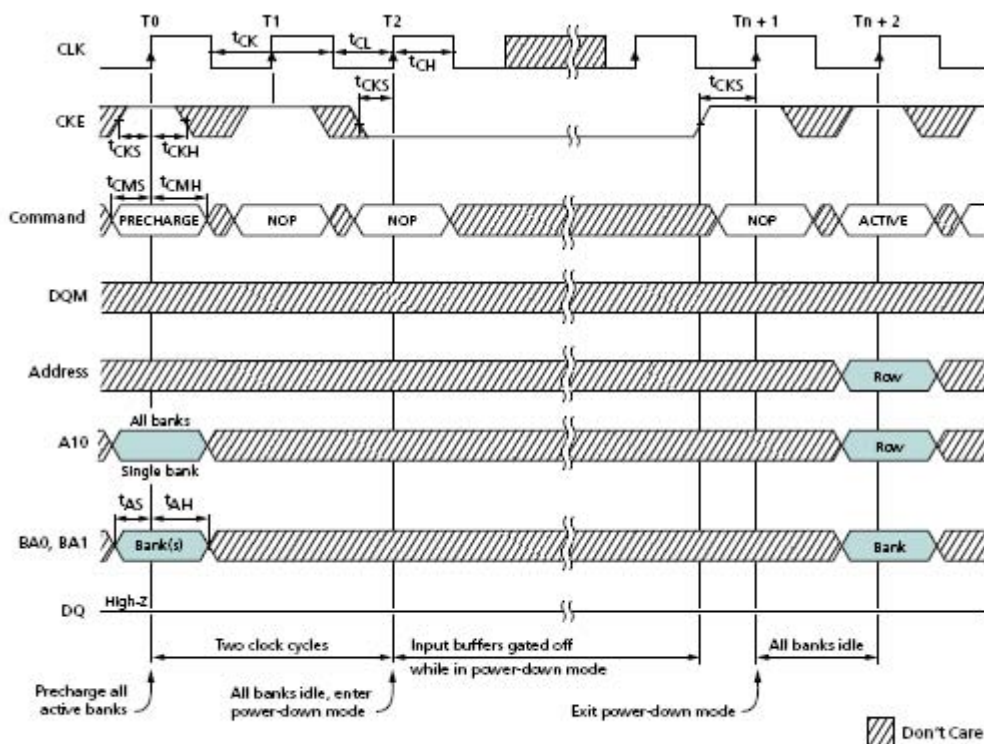 T0 T1 T2 Tn + 1 Tn + 2
CLK
tCK tCL tCH
CKE
tCKS tCKH tCKS tCKS
tCMS tCMH
Command PRECHARGE NOP NOP NOP ACTIVE
DQM
Address Row
All banks
A10 Row
Single bank
tAS tAH
BA0, BA1 Bank(s) Bank
High-Z
DQ
Two clock cycles
Input buffers gated off
while in power-down mode
All banks idle
Precharge all
active banks
All banks idle, enter
power-down mode
Exit power-down mode
Don't Care